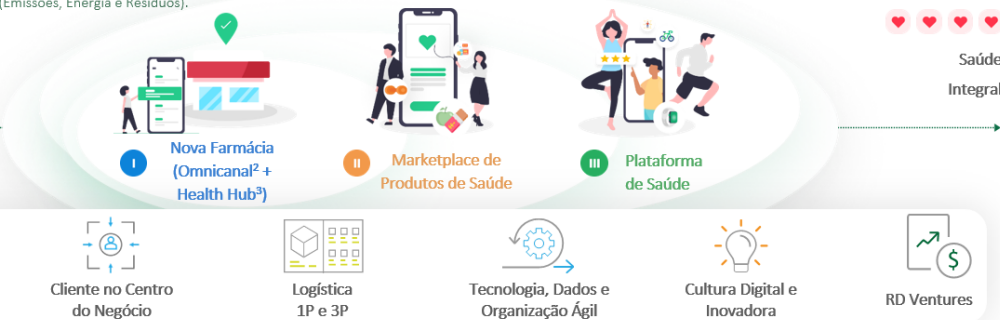 (Emissões, Energia e Resíduos).
Saúde
Integral
I
Nova Farmácia
(Omnicanal² +
Health Hub³)
II
Marketplace de
Produtos de Saúde
III
Plataforma
de Saúde
Cliente no Centro
do Negócio
Logística
1P e 3P
Tecnologia, Dados e
Organização Ágil
Cultura Digital e
Inovadora
$
RD Ventures